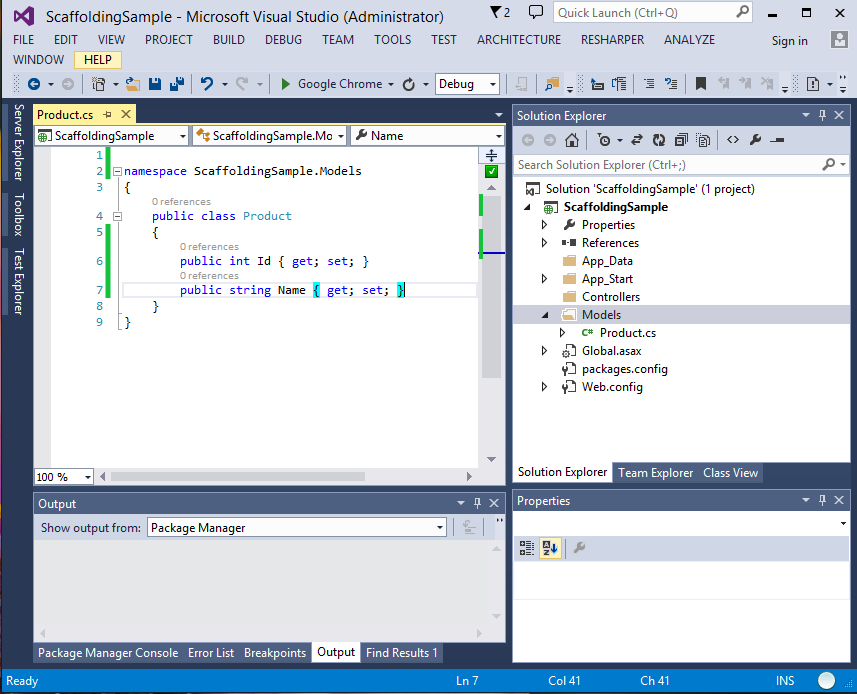 ScaffoldingSample - Microsoft Visual Studio (Administrator)
2
Quick Launch (Ctrl+Q)
FILE EDIT VIEW PROJECT BUILD DEBUG TEAM TOOLS TEST ARCHITECTURE RESHARPER ANALYZE
Sign in
WINDOW HELP
Google Chrome
Debug
Server Explorer
Toolbox
Test Explorer
Product.cs
ScaffoldingSample
ScaffoldingSample.Mo
Name
1
2 namespace ScaffoldingSample.Models
3 {
0 references
4 public class Product
5 {
0 references
6 public int Id { get; set; }
0 references
7 public string Name { get; set; }
8 }
9 }
100 %
Output
Show output from: Package Manager
Package Manager Console Error List Breakpoints Output Find Results 1
Solution Explorer
Search Solution Explorer (Ctrl+;)
Solution 'ScaffoldingSample' (1 project)
ScaffoldingSample
Properties
References
App_Data
App_Start
Controllers
Models
C# Product.cs
Global.asax
packages.config
Web.config
Solution Explorer Team Explorer Class View
Properties
Ready Ln 7 Col 41 Ch 41 INS